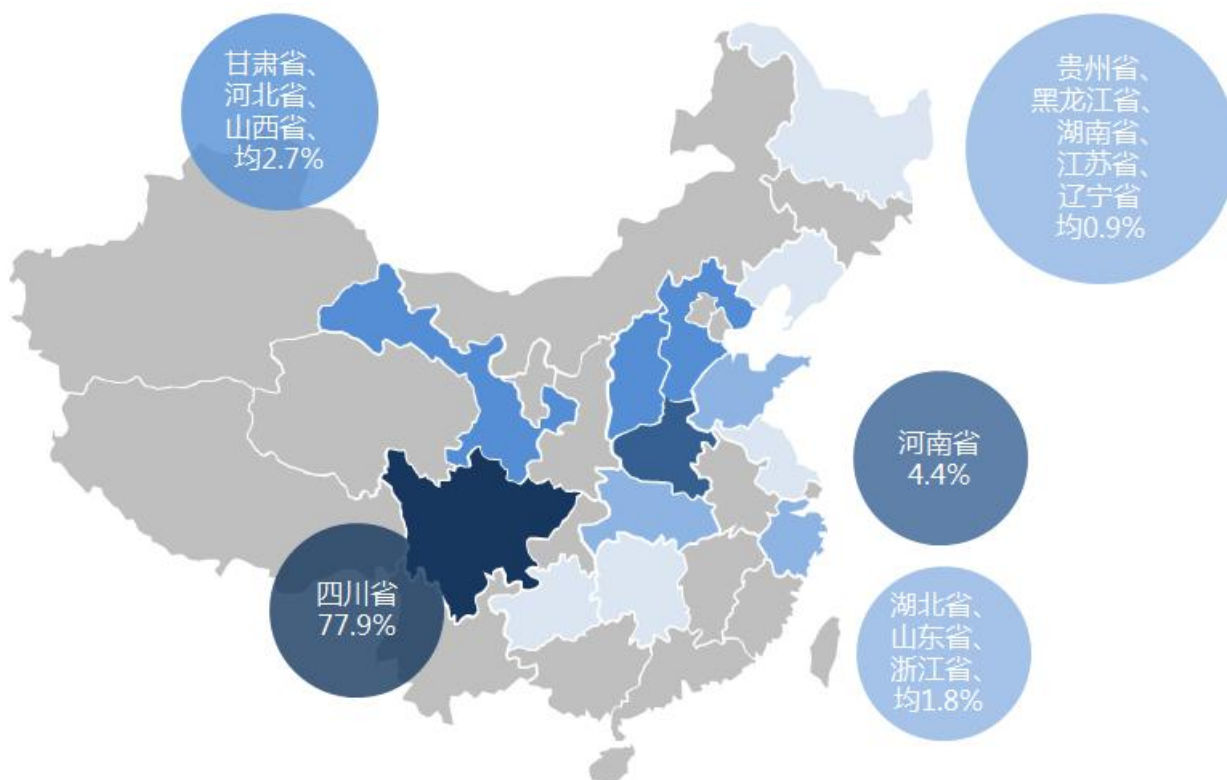 甘肃省、
河北省、
山西省、
均2.7%
贵州省、
黑龙江省、
湖南省、
江苏省、
辽宁省
均0.9%
河南省
4.4%
四川省
77.9%
湖北省、
山东省、
浙江省、
均1.8%